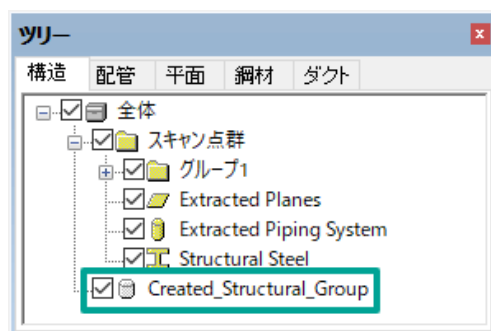 ツリー
構造 配管 平面 鋼材 ダクト
全体
スキャン点群
グループ1
Extracted Planes
Extracted Piping System
Structural Steel
Created_Structural_Group